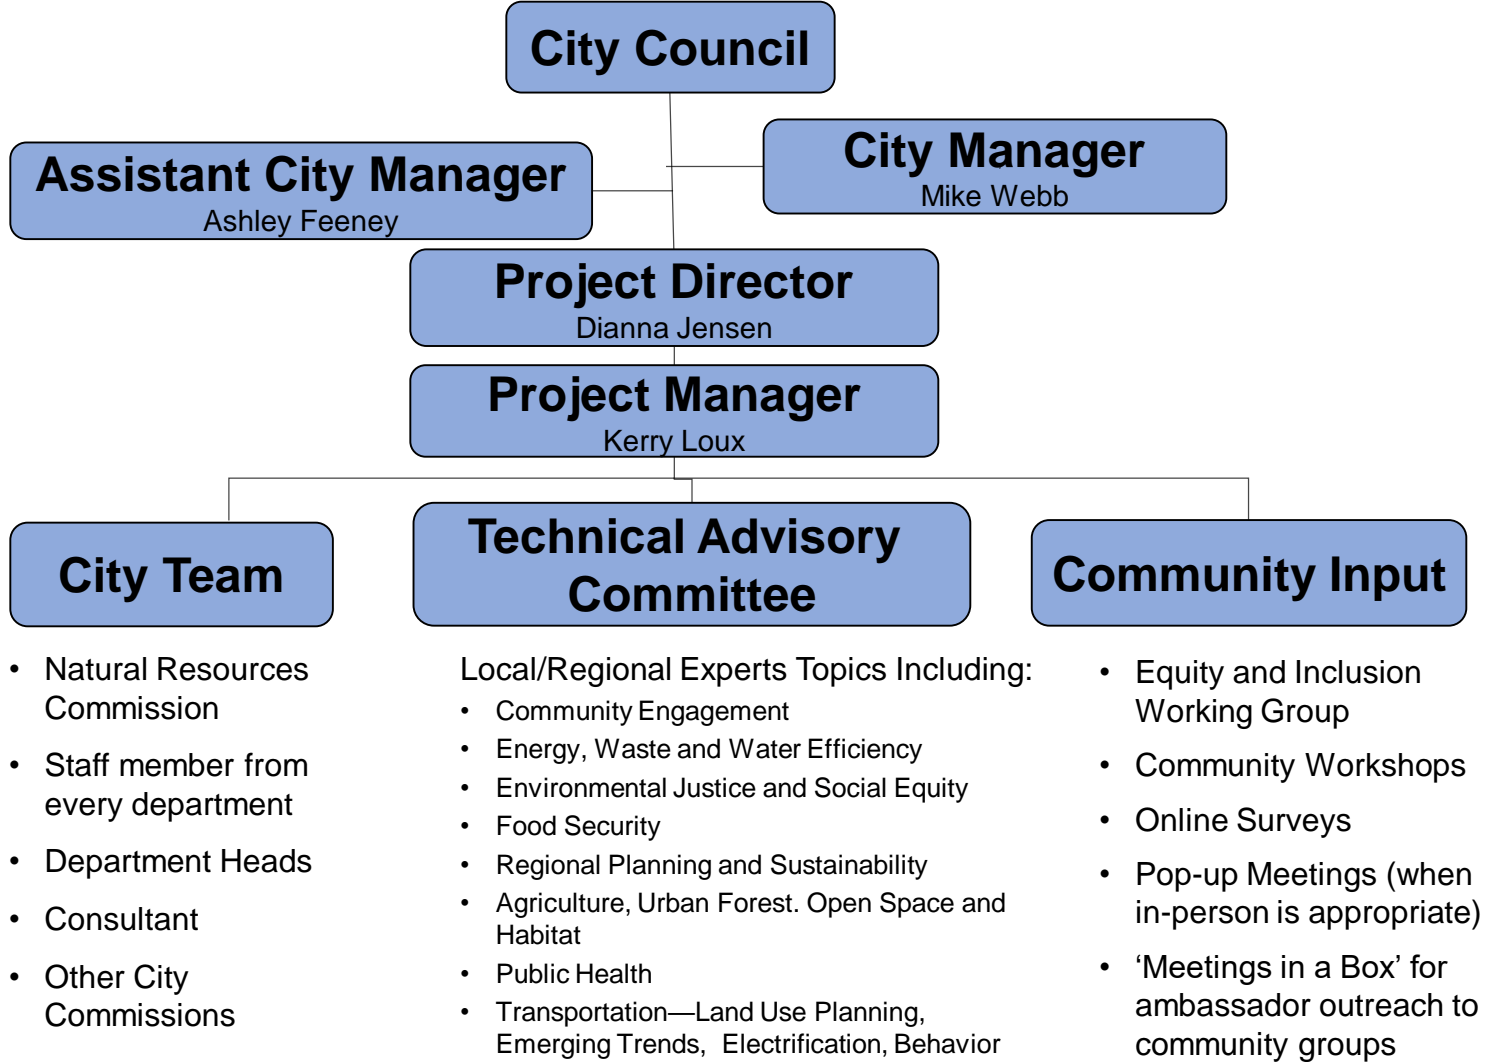 City Council
City Manager
Mike Webb
Assistant City Manager
Ashley Feeney
Project Director
Dianna Jensen
Project Manager
Kerry Loux
City Team
• Natural Resources
Commission
• Staff member from
every department
• Department Heads
• Consultant
• Other City
Commissions
Technical Advisory
Committee
Local/Regional Experts Topics Including:
• Community Engagement
• Energy, Waste and Water Efficiency
• Environmental Justice and Social Equity
• Food Security
• Regional Planning and Sustainability
• Agriculture, Urban Forest. Open Space and
Habitat
• Public Health
• Transportation—Land Use Planning,
Emerging Trends, Electrification, Behavior
Community Input
• Equity and Inclusion
Working Group
• Community Workshops
• Online Surveys
• Pop-up Meetings (when
in-person is appropriate)
• ‘Meetings in a Box’ for
ambassador outreach to
community groups